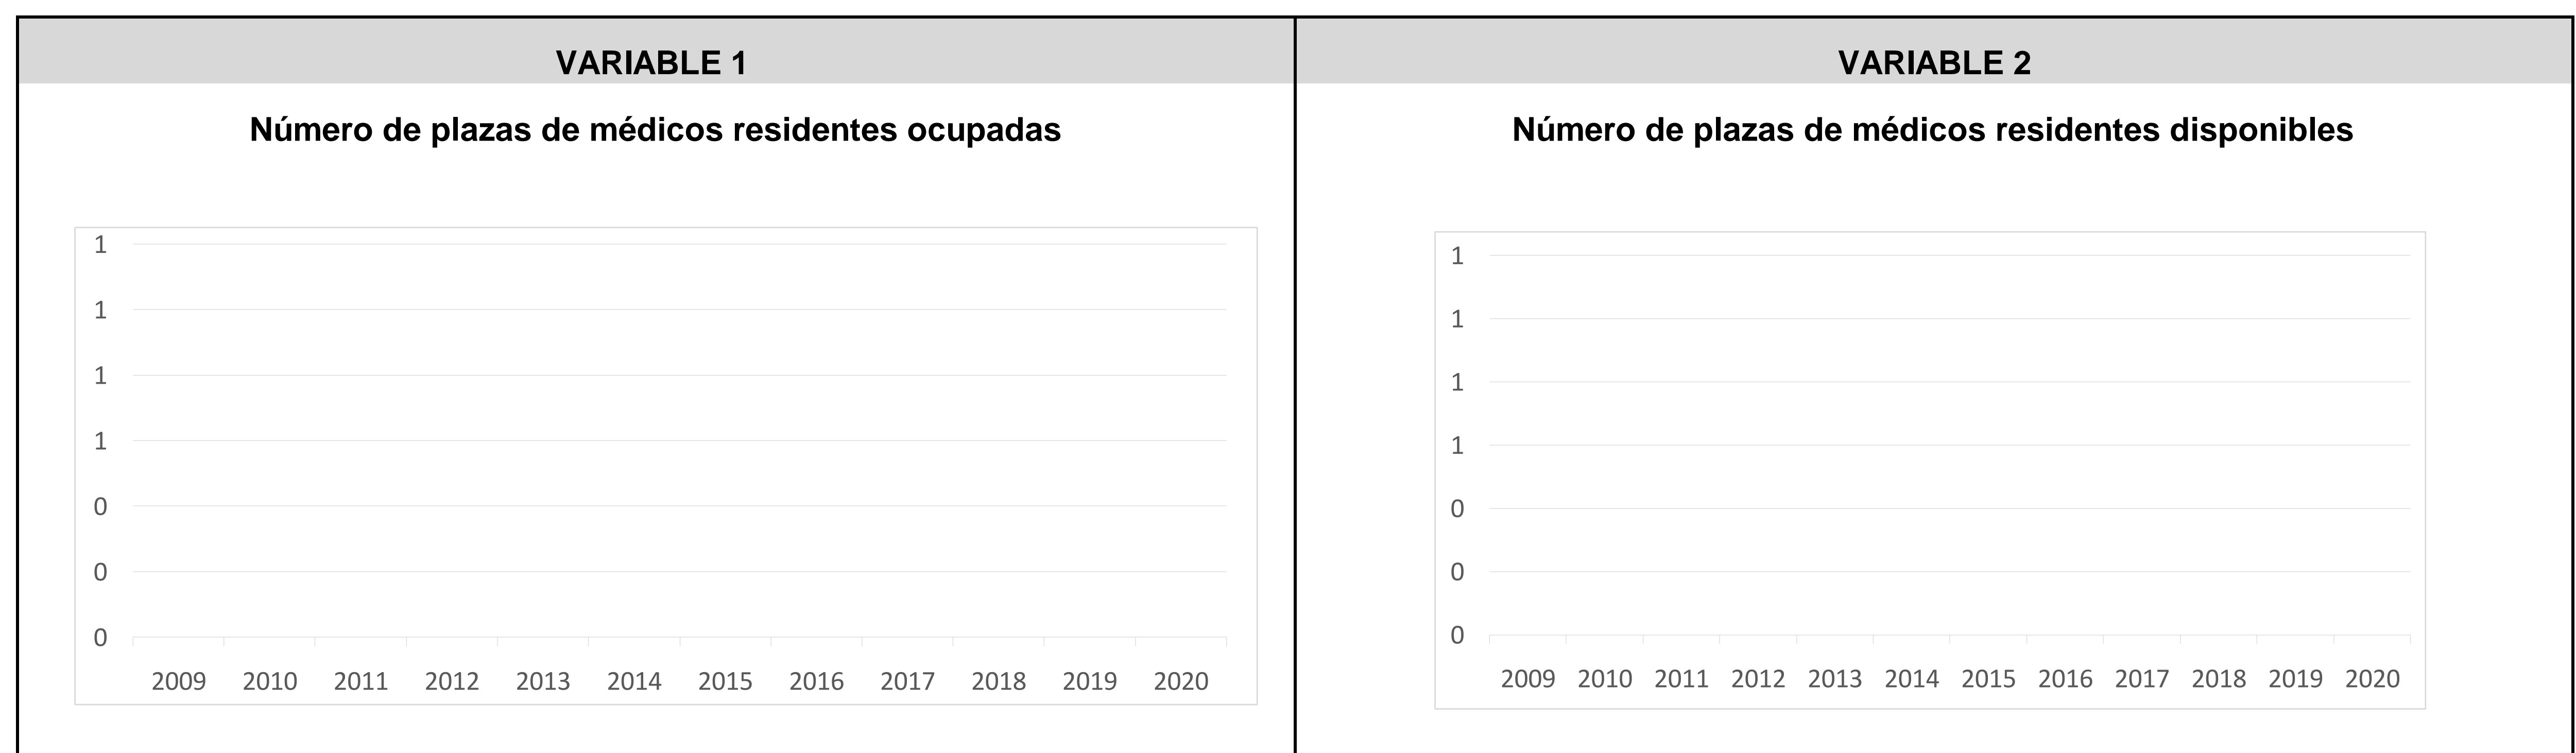 VARIABLE 1
Número de plazas de médicos residentes ocupadas
1
1
1
1
0
0
0
2009 2010 2011 2012 2013 2014 2015 2016 2017 2018 2019 2020
VARIABLE 2
Número de plazas de médicos residentes disponibles
1
1
1
1
0
0
0
2009 2010 2011 2012 2013 2014 2015 2016 2017 2018 2019 2020